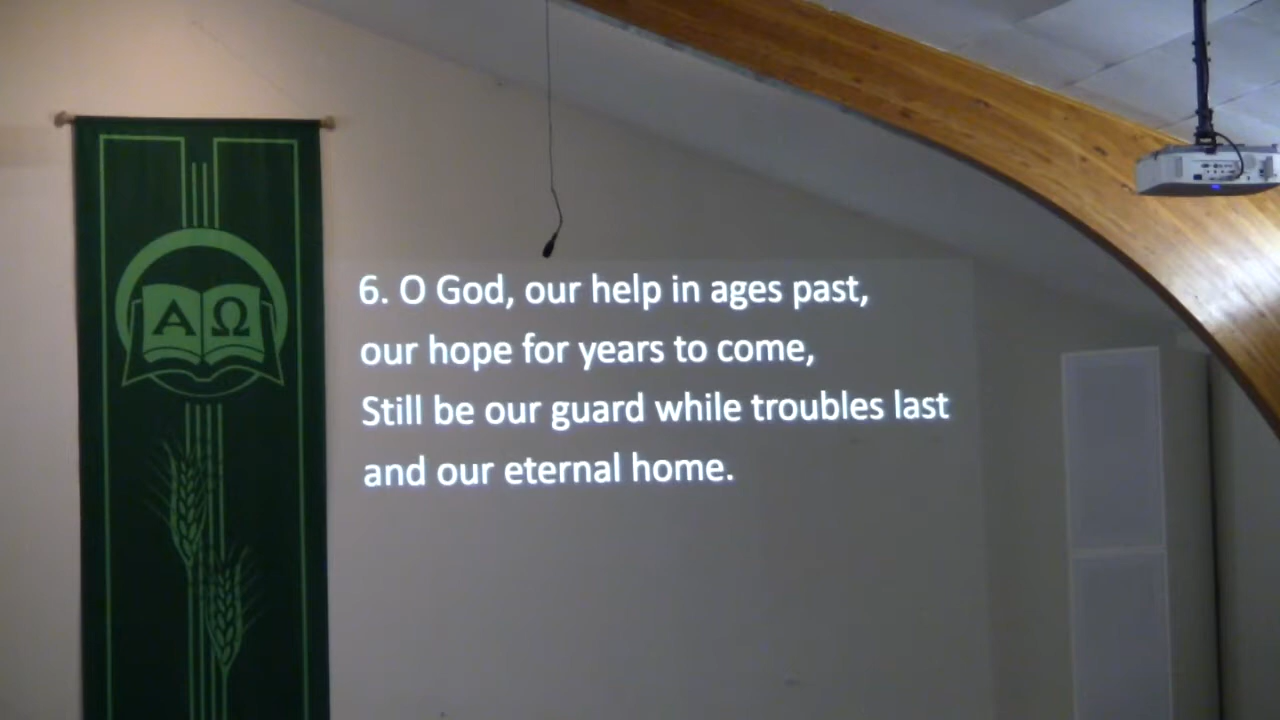 Α Ω
6. O God, our help in ages past,
our hope for years to come,
Still be our guard while troubles last
and our eternal home.